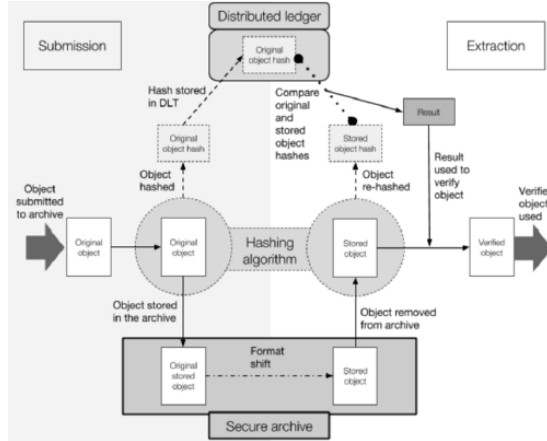 Distributed ledger
Submission
Extraction
Original
object hash
Hash stored
in DLT
Compare
original
and
stored
object
hashes
Result
Original
object hash
Stored
object hash
Result
used to
verify
object
Object
hashed
Object
re-hashed
Object
submitted
to archive
Verified
object
used
Original
object
Original
object
Hashing
algorithm
Stored
object
Verified
object
Object stored
in the archive
Object removed
from archive
Original
stored
object
Format
shift
Stored
object
Secure archive